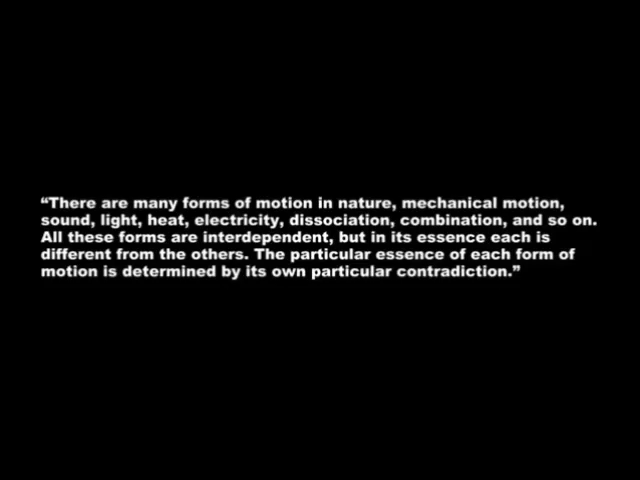 “There are many forms of motion in nature, mechanical motion,
sound, light, heat, electricity, dissociation, combination, and so on.
All these forms are interdependent, but in its essence each is
different from the others. The particular essence of each form of
motion is determined by its own particular contradiction.”